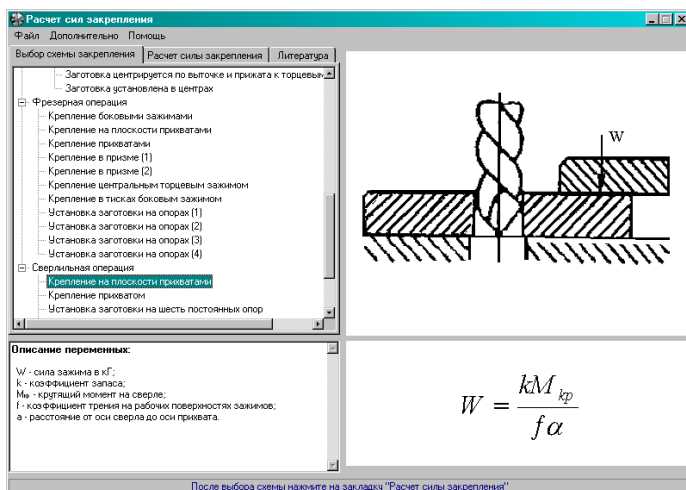 Расчет сил закрепления
Файл Дополнительно Помощь
Выбор схемы закрепления Расчет силы закрепления Литература
Заготовка центрируется по выточке и прижата к торцевым
Заготовка установлена в центрах
Фрезерная операция
Крепление боковыми зажимами
Крепление на плоскости прихватами
Крепление прихватами
Крепление в призме (1)
Крепление в призме (2)
Крепление центральным торцевым зажимом
Крепление в тисках боковым зажимом
Установка заготовки на опорах (1)
Установка заготовки на опорах (2)
Установка заготовки на опорах (3)
Установка заготовки на опорах (4)
Сверлильная операция
Крепление на плоскости прихватами
Крепление прихватом
Установка заготовки на шесть постоянных опор
W
Описание переменных:
W - сила зажима в кГ;
k - коэффициент запаса;
Mкр - крутящий момент на сверле;
f - коэффициент трения на рабочих поверхностях зажимов;
a - расстояние от оси сверла до оси прихвата.
W = kM kp / fα
После выбора схемы нажмите на закладку "Расчет силы закрепления"